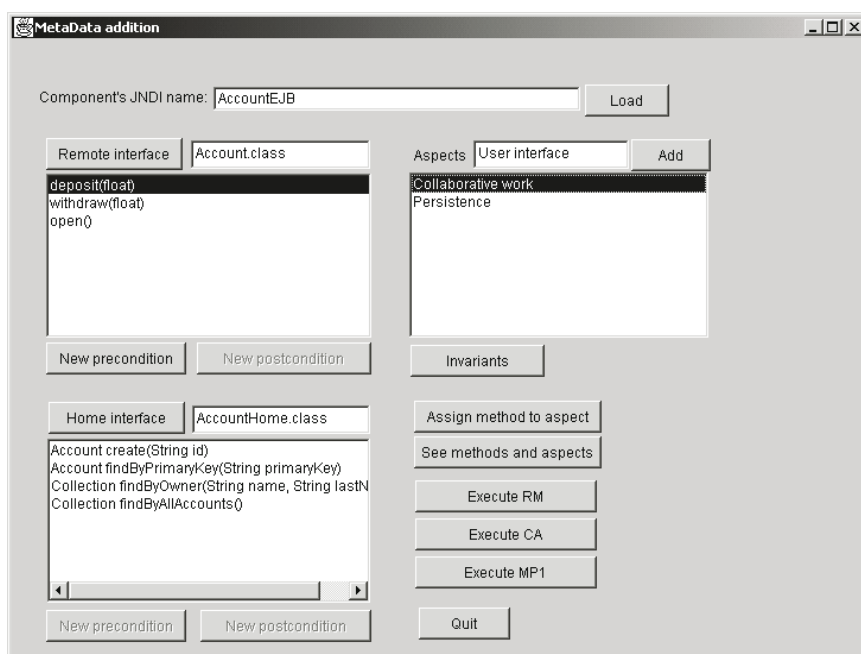 MetaData addition
Component's JNDI name: AccountEJB Load
Remote interface Account.class
deposit(float)
withdraw(float)
open()
New precondition New postcondition
Aspects User interface Add
Collaborative work
Persistence
Invariants
Home interface AccountHome.class
Account create(String id)
Account findByPrimaryKey(String primaryKey)
Collection findByOwner(String name, String lastN
Collection findByAllAccounts()
New precondition New postcondition
Assign method to aspect
See methods and aspects
Execute RM
Execute CA
Execute MP1
Quit